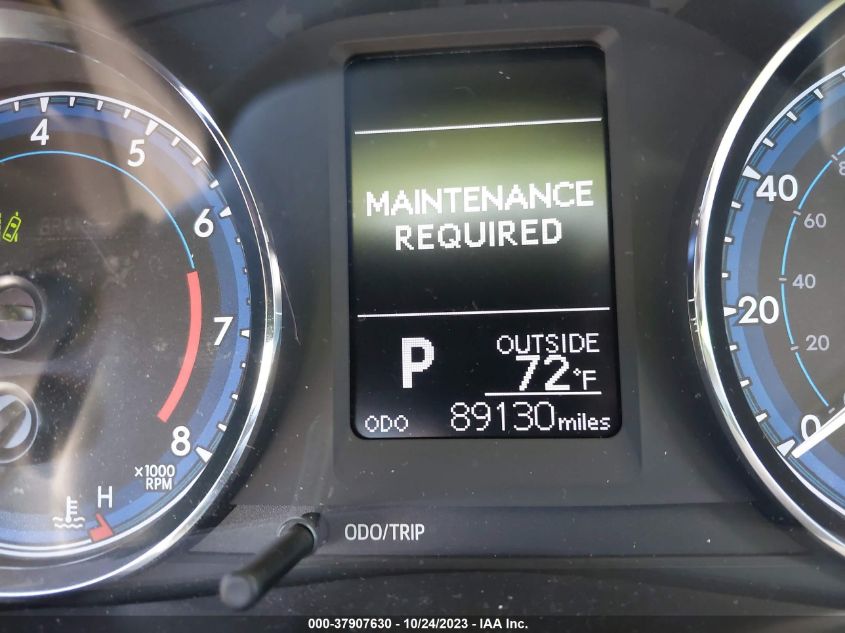 4
5
6
7
8
×1000
RPM
H
MAINTENANCE
REQUIRED
P
OUTSIDE
72°F
ODO 89130 miles
ODO/TRIP
40
20
0
60
40
20
000-37907630 - 10/24/2023 - IAA Inc.